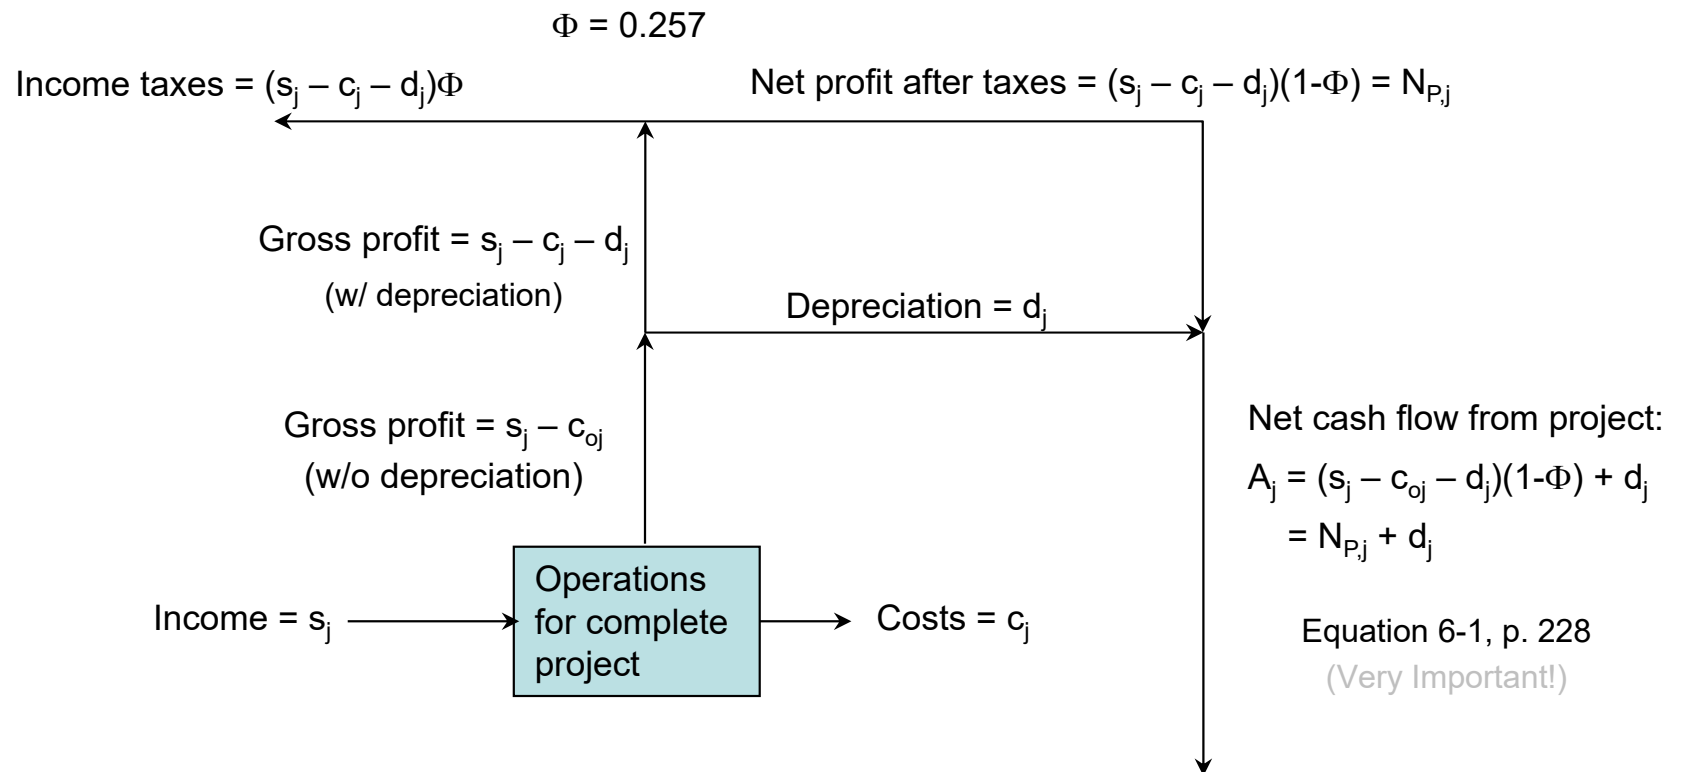 Φ = 0.257
Income taxes = (sj – cj – dj)Φ
Net profit after taxes = (sj – cj – dj)(1-Φ) = NP,j
Gross profit = sj – cj – dj
(w/ depreciation)
Depreciation = dj
Gross profit = sj – coj
(w/o depreciation)
Net cash flow from project:
Aj = (sj – coj – dj)(1-Φ) + dj
= NP,j + dj
Income = sj
Operations
for complete
project
Costs = cj
Equation 6-1, p. 228
(Very Important!)